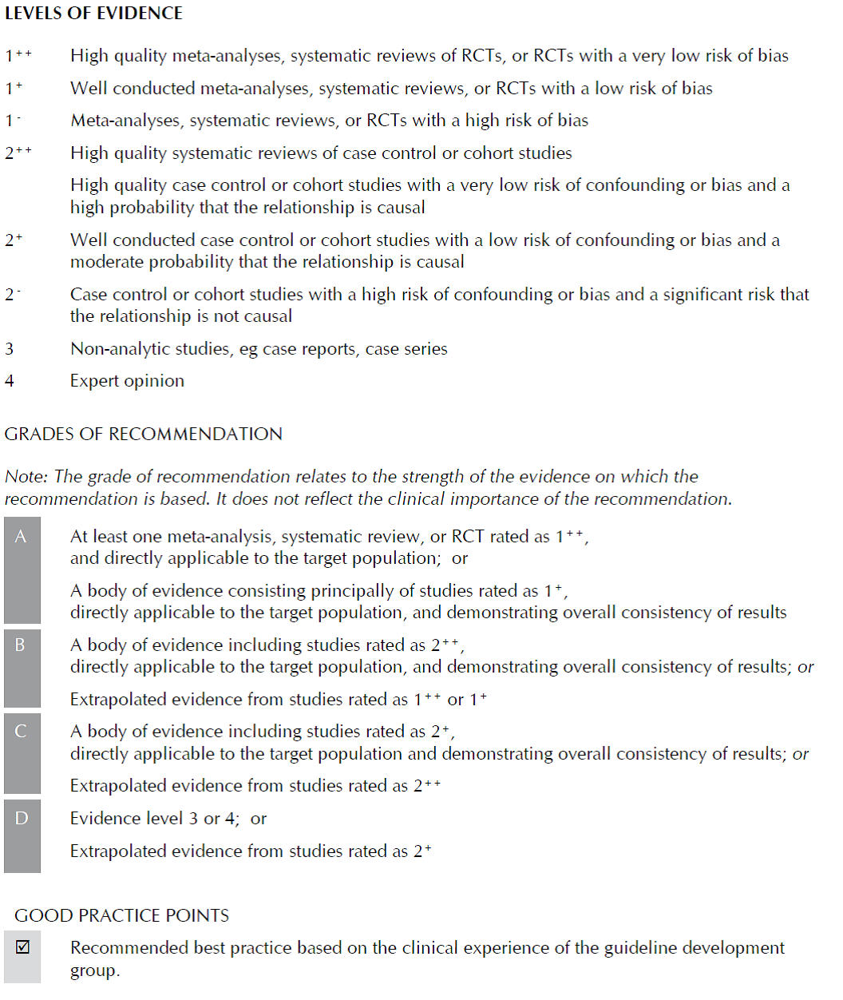 LEVELS OF EVIDENCE
1++ High quality meta-analyses, systematic reviews of RCTs, or RCTs with a very low risk of bias
1+ Well conducted meta-analyses, systematic reviews, or RCTs with a low risk of bias
1- Meta-analyses, systematic reviews, or RCTs with a high risk of bias
2++ High quality systematic reviews of case control or cohort studies
High quality case control or cohort studies with a very low risk of confounding or bias and a
high probability that the relationship is causal
2+ Well conducted case control or cohort studies with a low risk of confounding or bias and a
moderate probability that the relationship is causal
2- Case control or cohort studies with a high risk of confounding or bias and a significant risk that
the relationship is not causal
3 Non-analytic studies, eg case reports, case series
4 Expert opinion
GRADES OF RECOMMENDATION
Note: The grade of recommendation relates to the strength of the evidence on which the
recommendation is based. It does not reflect the clinical importance of the recommendation.
A At least one meta-analysis, systematic review, or RCT rated as 1++,
and directly applicable to the target population; or
A body of evidence consisting principally of studies rated as 1+,
directly applicable to the target population, and demonstrating overall consistency of results
B A body of evidence including studies rated as 2++,
directly applicable to the target population, and demonstrating overall consistency of results; or
Extrapolated evidence from studies rated as 1++ or 1+
C A body of evidence including studies rated as 2+,
directly applicable to the target population and demonstrating overall consistency of results; or
Extrapolated evidence from studies rated as 2++
D Evidence level 3 or 4; or
Extrapolated evidence from studies rated as 2+
GOOD PRACTICE POINTS
☑ Recommended best practice based on the clinical experience of the guideline development
group.